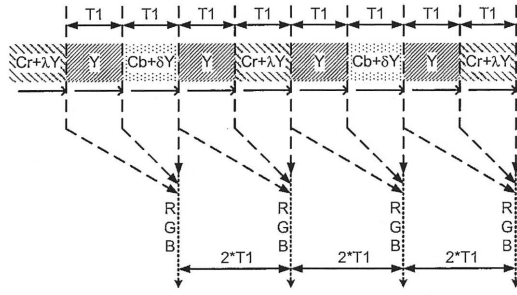 T1 T1 T1 T1 T1 T1 T1 T1
Cr+λY Y Cb+δY Y Cr+λY Y Cb+δY Y Cr+λY
R R R R
G G G G
B B B B
2*T1 2*T1 2*T1